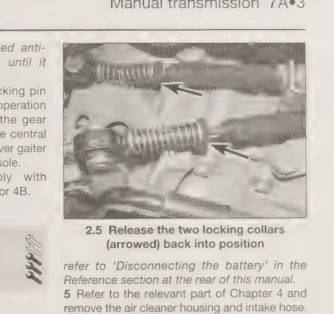 Manual transmission 7A•3
ed anti-
until it
cking pin
operation
the gear
e central
ver gaiter
sole.
ply with
or 4B.
2.5 Release the two locking collars
(arrowed) back into position
refer to ‘Disconnecting the battery’ in the
Reference section at the rear of this manual.
5 Refer to the relevant part of Chapter 4 and
remove the air cleaner housing and intake hose.